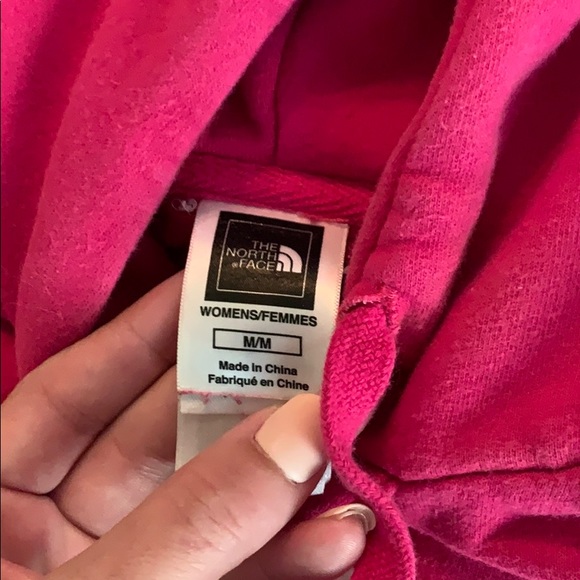 THE
NORTH
FACE
WOMENS/FEMMES
M/M
Made in China
Fabriqué en Chine